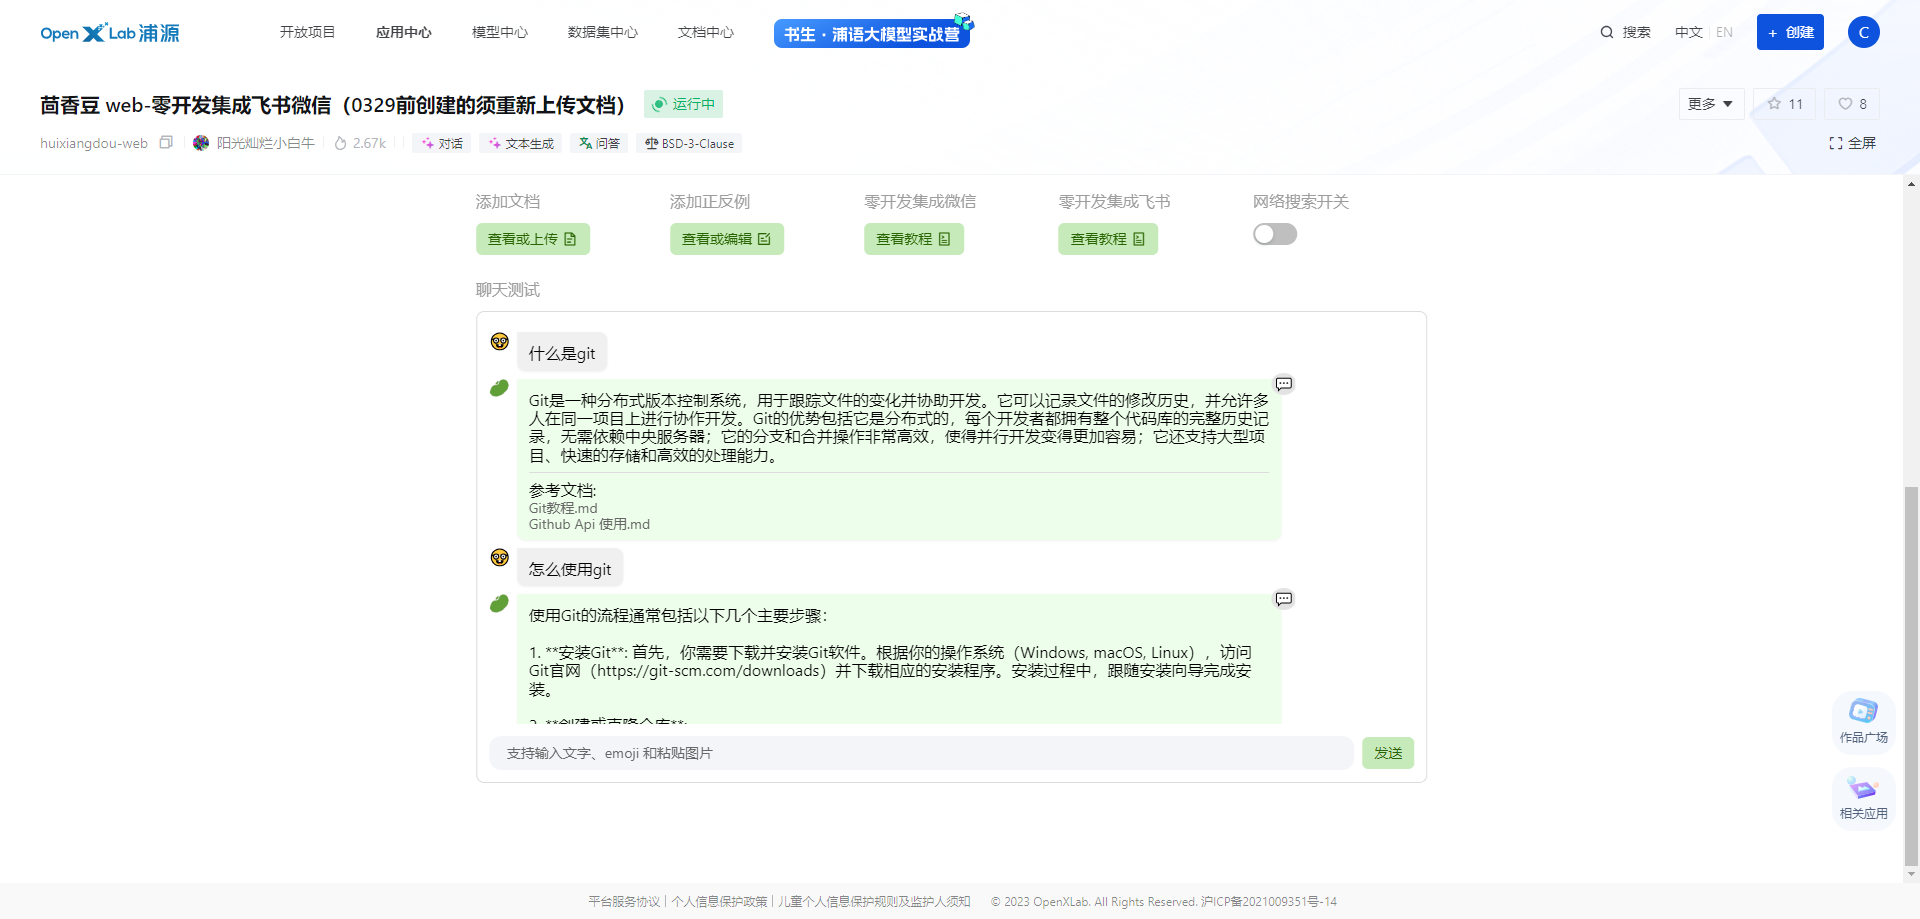 OpenXLab浦源
开放项目
应用中心
模型中心
数据集中心
文档中心
书生·浦语大模型实战营
搜索
中文 | EN
+ 创建
C
茴香豆 web-零开发集成飞书微信（0329前创建的须重新上传文档）
运行中
更多
11
8
huixiangdou-web
阳光灿烂小白牛
2.67k
对话
文本生成
问答
BSD-3-Clause
全屏
添加文档
添加正反例
零开发集成微信
零开发集成飞书
网络搜索开关
查看或上传
查看或编辑
查看教程
查看教程
聊天测试
什么是git
Git是一种分布式版本控制系统，用于跟踪文件的变化并协助开发。它可以记录文件的修改历史，并允许多
人在同一项目上进行协作开发。Git的优势包括它是分布式的，每个开发者都拥有整个代码库的完整历史记
录，无需依赖中央服务器；它的分支和合并操作非常高效，使得并行开发变得更加容易；它还支持大型项
目、快速的存储和高效的处理能力。
参考文档:
Git教程.md
Github Api 使用.md
怎么使用git
使用Git的流程通常包括以下几个主要步骤：
1. **安装Git**: 首先，你需要下载并安装Git软件。根据你的操作系统（Windows, macOS, Linux），访问
Git官网（https://git-scm.com/downloads）并下载相应的安装程序。安装过程中，跟随安装向导完成安
装。
2. **创建或克隆仓库**:
支持输入文字、emoji 和粘贴图片
发送
作品广场
相关应用
平台服务协议 | 个人信息保护政策 | 儿童个人信息保护规则及监护人须知 © 2023 OpenXLab. All Rights Reserved. 沪ICP备2021009351号-14